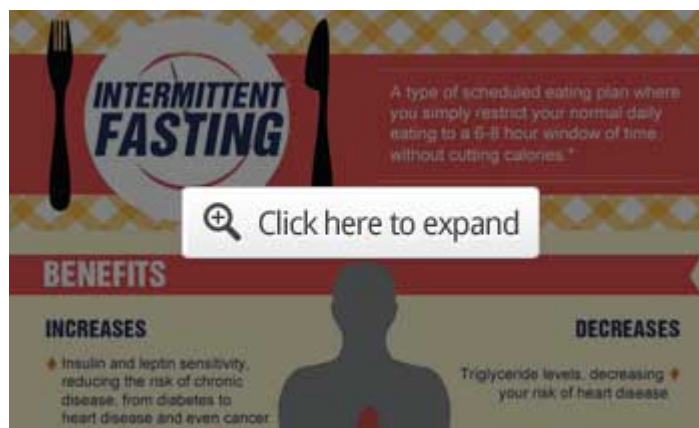 INTERMITTENT
FASTING
A type of scheduled eating plan where
you simply restrict your normal daily
eating to a 6-8 hour window of time,
without cutting calories.*
Click here to expand
BENEFITS
INCREASES
Insulin and leptin sensitivity,
reducing the risk of chronic
disease, from diabetes to
heart disease and even cancer
DECREASES
Triglyceride levels, decreasing
your risk of heart disease